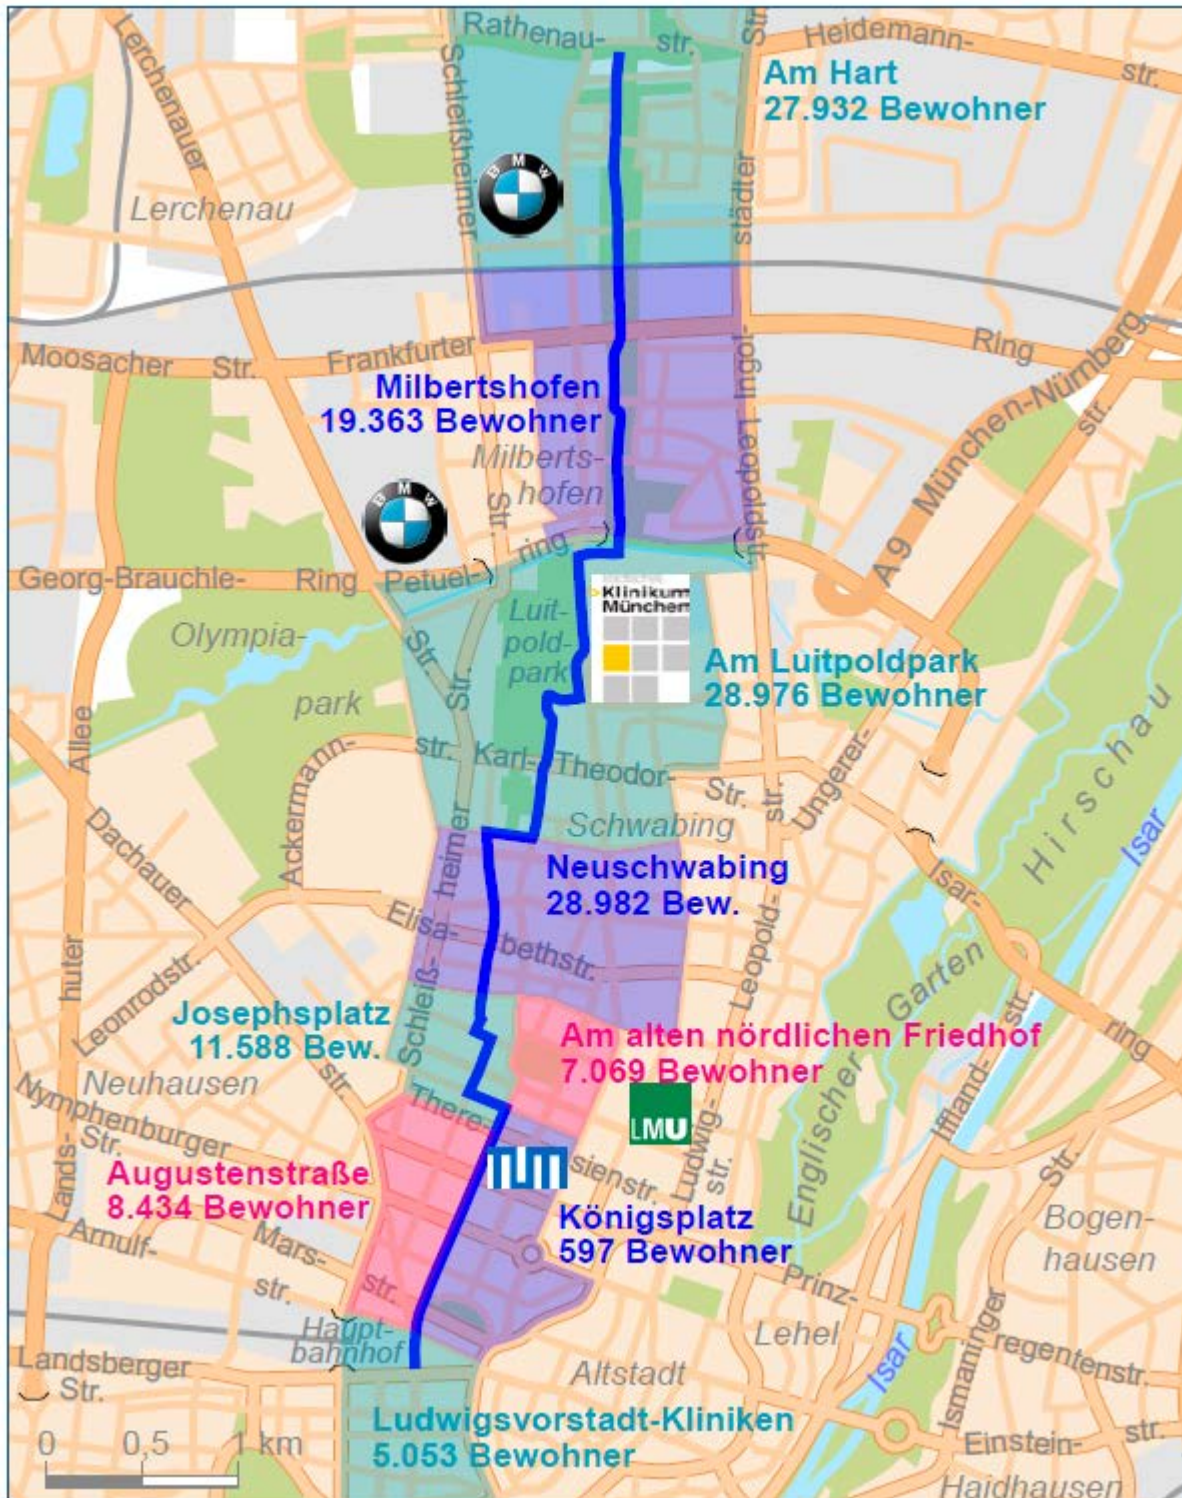 Rathenau-
str.
Heidemann-
str.
Str.
Lerchenauer
Schleißheimer
Am Hart
27.932 Bewohner
BMW
Lerchenau
städter
Moosacher Str.
Frankfurter
Ring
Ingol-
Milbertshofen
19.363 Bewohner
Milberts-
hofen
A9 München-Nürnberg
str.
Leopoldstr.
BMW
Str.
ring
Georg-Brauchle-
Ring
Petuel-
Klinikum
München
Luit-
pold-
park
Olympia-
park
Str.
Str.
Am Luitpoldpark
28.976 Bewohner
Allee
Ackermann-
str.
Karl-
Theodor-
Str.
str.
Ungerer-
Hirschau
Isar
Schwabing
Dachauer
heimer
Neuschwabing
28.982 Bew.
Isar-
ring
Elisa-
bethstr.
Leopold-
huter
Leonrodstr.
Josephsplatz
11.588 Bew.
Schleiß-
Am alten nördlichen Friedhof
7.069 Bewohner
Englischer Garten
Iffland-
str.
Neuhausen
str.
Nymphenburger
Str.
There-
sienstr.
LMU
Ludwig-
str.
Lands-
TUM
Augustenstraße
8.434 Bewohner
Königsplatz
597 Bewohner
Str.
Bogen-
hausen
Arnulf-
str.
Mars-
str.
Prinz-
regentenstr.
Haupt-
bahnhof
Lehel
Isar
Ismaninger
Landsberger
Str.
Altstadt
Ludwigsvorstadt-Kliniken
5.053 Bewohner
Einstein-
str.
Haidhausen
0 0,5 1 km